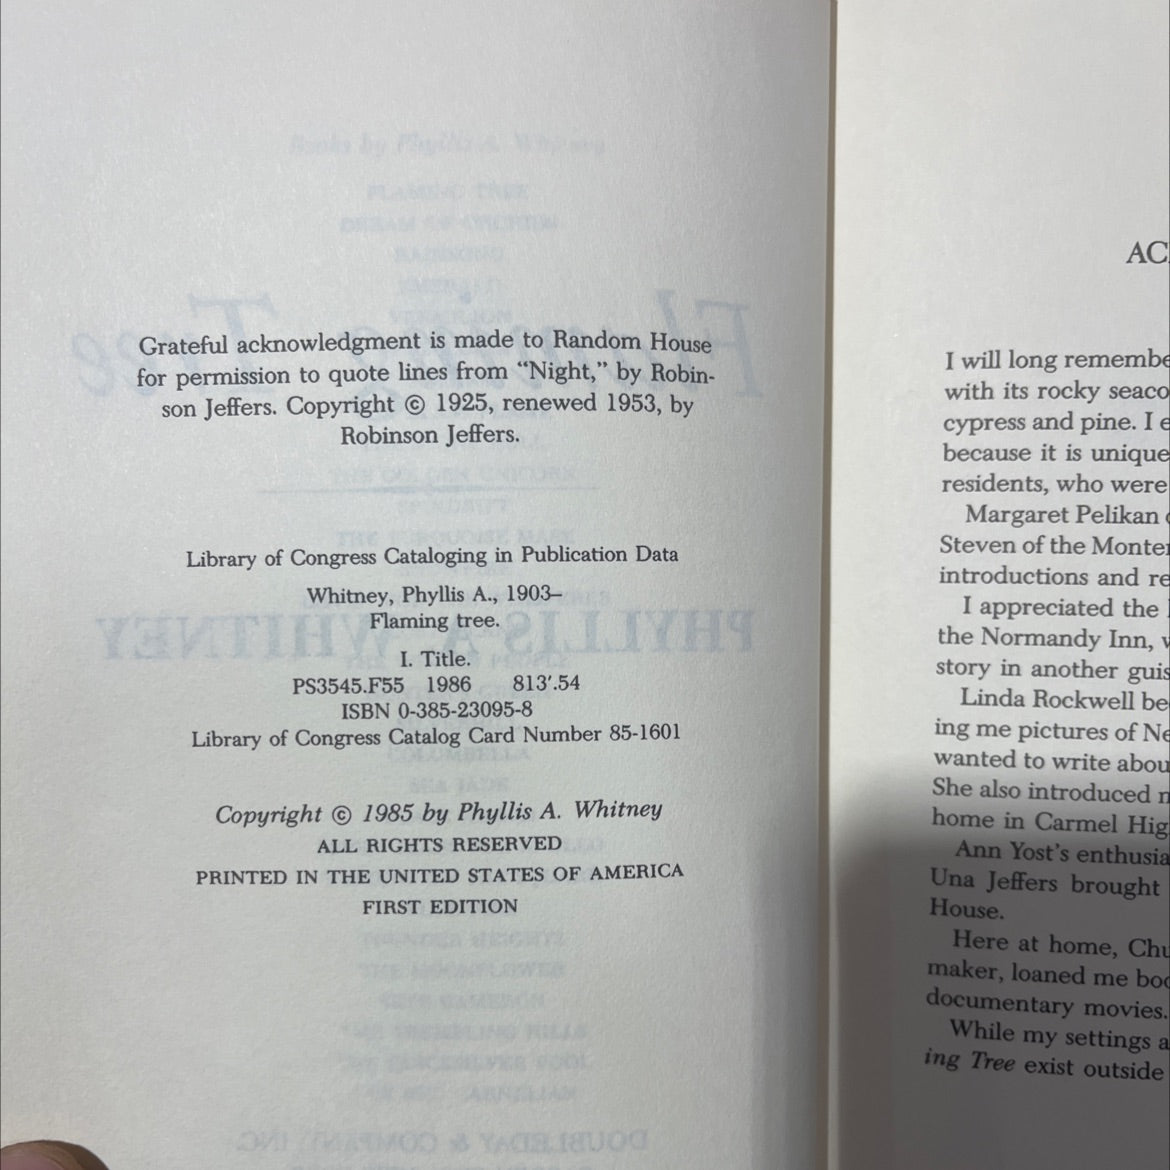 Grateful acknowledgment is made to Random House
for permission to quote lines from “Night,” by Robin-
son Jeffers. Copyright © 1925, renewed 1953, by
Robinson Jeffers.
Library of Congress Cataloging in Publication Data
Whitney, Phyllis A., 1903–
Flaming tree.
I. Title.
PS3545.F55 1986 813′.54
ISBN 0-385-23095-8
Library of Congress Catalog Card Number 85-1601
Copyright © 1985 by Phyllis A. Whitney
ALL RIGHTS RESERVED
PRINTED IN THE UNITED STATES OF AMERICA
FIRST EDITION
AC
I will long remembe
with its rocky seaco
cypress and pine. I e
because it is unique
residents, who were
Margaret Pelikan
Steven of the Monte
introductions and re
I appreciated the
the Normandy Inn,
story in another guis
Linda Rockwell be
ing me pictures of Ne
wanted to write abou
She also introduced
home in Carmel Hig
Ann Yost’s enthusia
Una Jeffers brought
House.
Here at home, Chu
maker, loaned me boo
documentary movies.
While my settings a
ing Tree exist outside